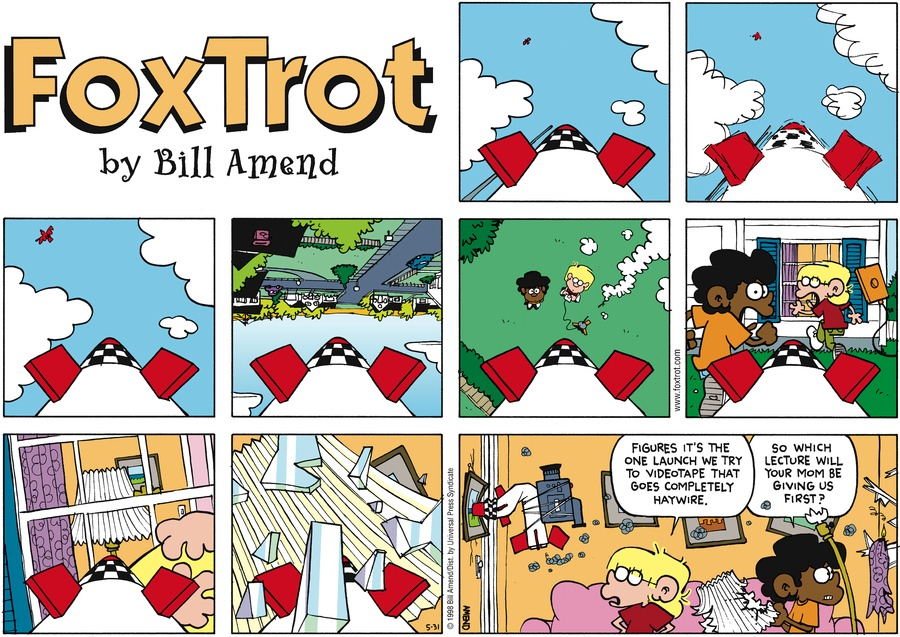 FoxTrot
by Bill Amend
www.foxtrot.com
5-31
© 1998 Bill Amend/Dist. by Universal Press Syndicate
FIGURES IT'S THE
ONE LAUNCH WE TRY
TO VIDEOTAPE THAT
GOES COMPLETELY
HAYWIRE.
SO WHICH
LECTURE WILL
YOUR MOM BE
GIVING US
FIRST?
AMEND